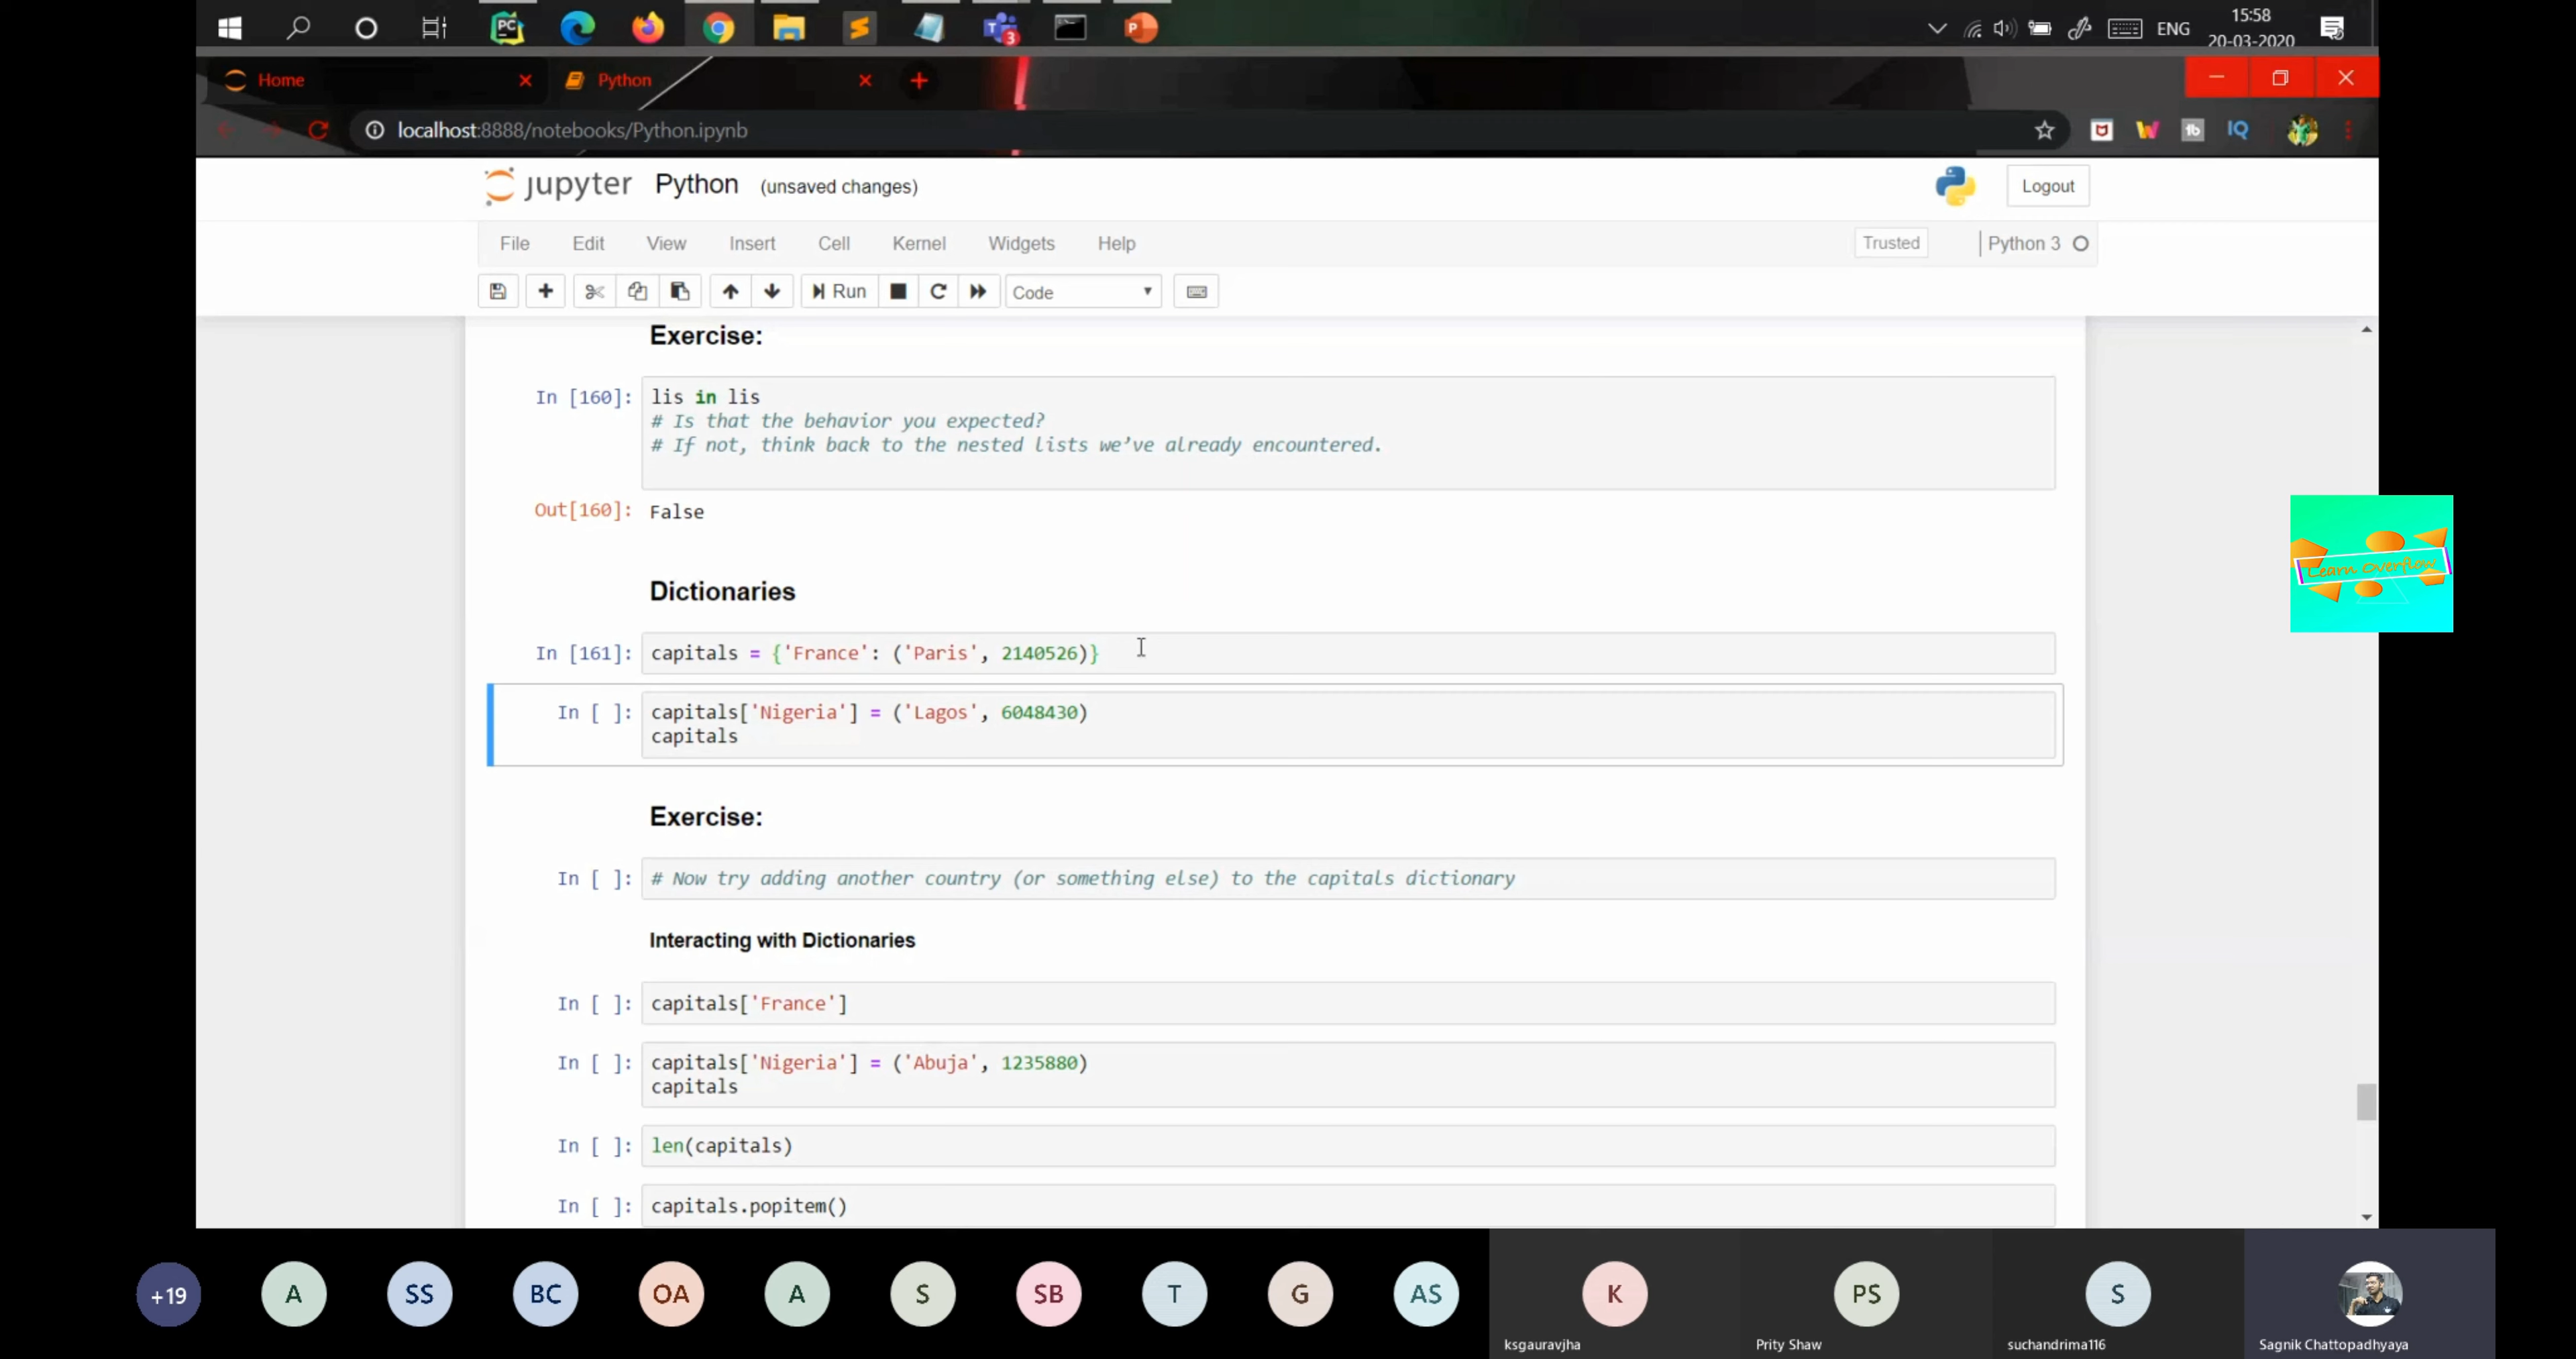 ENG
15:58
20-03-2020
Home
Python
localhost:8888/notebooks/Python.ipynb
IQ
jupyter Python (unsaved changes)
Logout
File Edit View Insert Cell Kernel Widgets Help
Trusted
Python 3
Run
Code
Exercise:
In [160]: lis in lis
# Is that the behavior you expected?
# If not, think back to the nested lists we’ve already encountered.
Out[160]: False
Learn Overflow
Dictionaries
In [161]: capitals = {'France': ('Paris', 2140526)}
In [ ]: capitals['Nigeria'] = ('Lagos', 6048430)
capitals
Exercise:
In [ ]: # Now try adding another country (or something else) to the capitals dictionary
Interacting with Dictionaries
In [ ]: capitals['France']
In [ ]: capitals['Nigeria'] = ('Abuja', 1235880)
capitals
In [ ]: len(capitals)
In [ ]: capitals.popitem()
+19
A
SS
BC
OA
A
S
SB
T
G
AS
K
PS
S
ksgauravjha
Prity Shaw
suchandrima116
Sagnik Chattopadhyaya